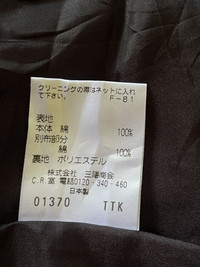 クリーニングの際はネットに入れ
て下さい。 F-81
表地
本体 綿 100%
別布部分
綿 100%
裏地 ポリエステル
株式会社 三陽商会
C.R.室 電話0120-340-460
日本製
01370 TTK